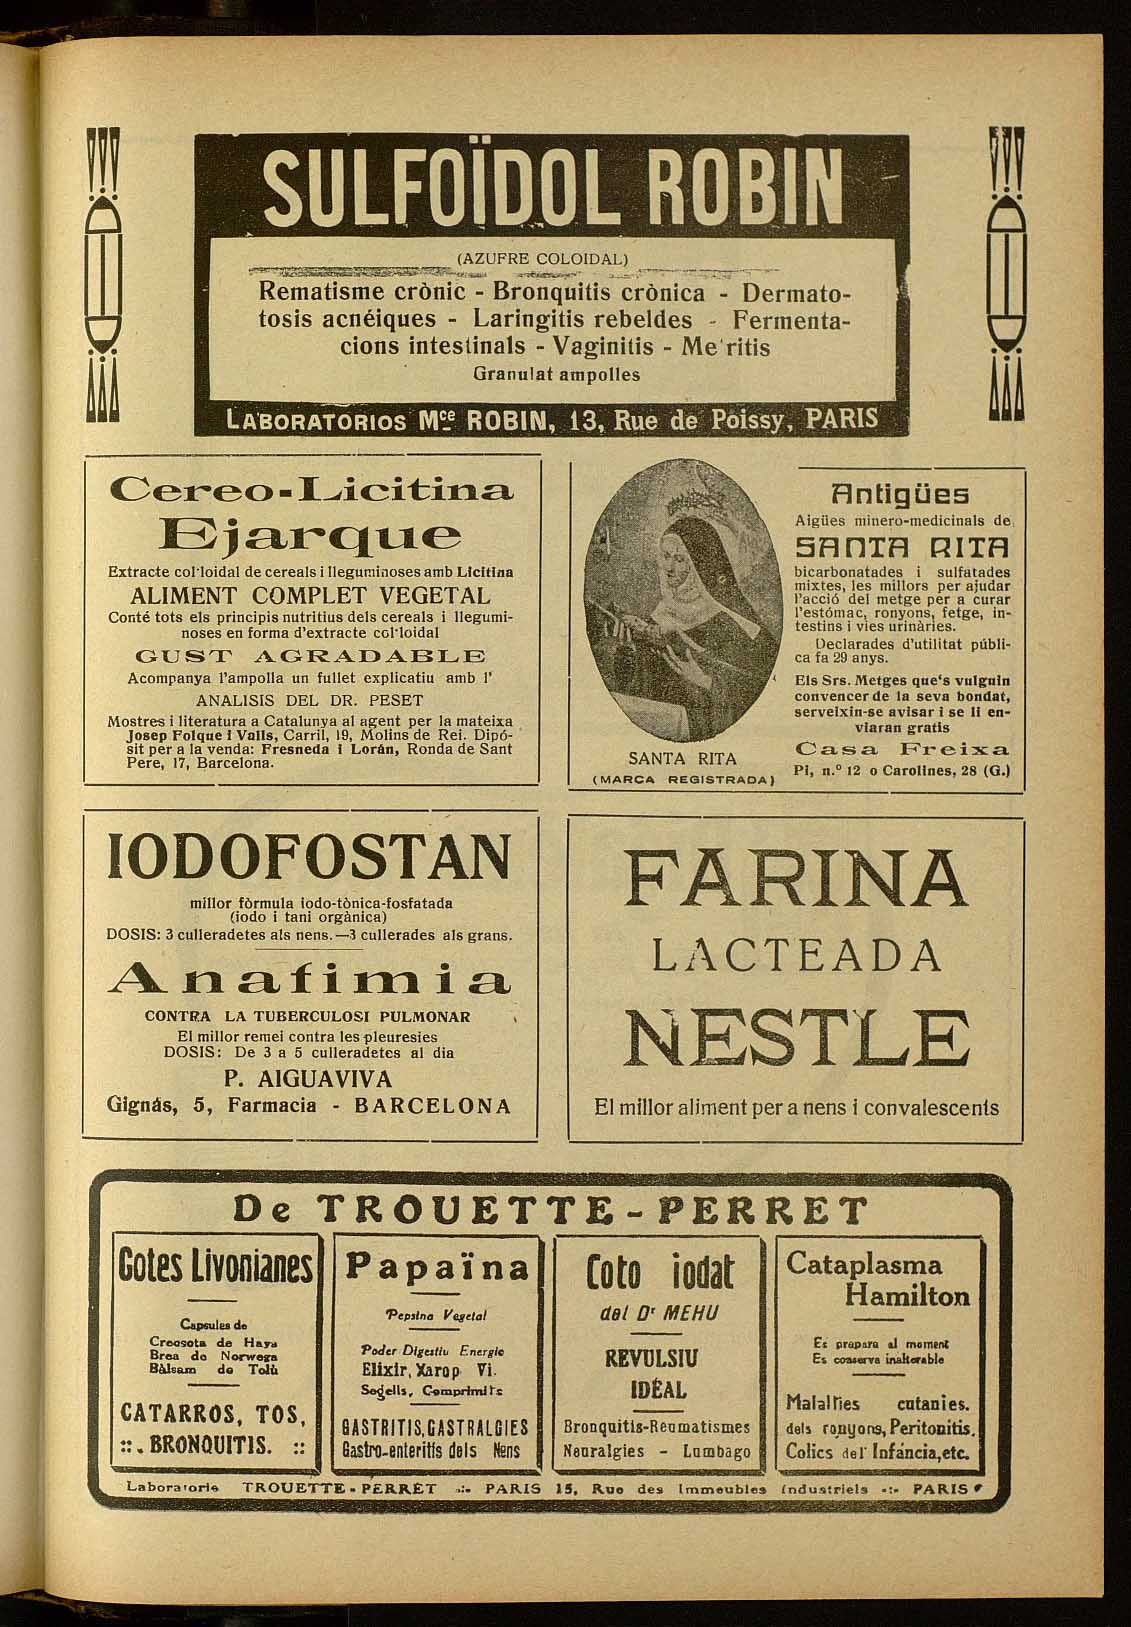 SULFOÏDOL ROBIN
(AZUFRE COLOIDAL)
Rematisme crònic - Bronquitis crònica - Dermato-
tosis acnéiques - Laringitis rebeldes - Fermenta-
cions intestinals - Vaginitis - Me'ritis
Granulat ampolles
LABORATORIOS Mce ROBIN, 13, Rue de Poissy, PARIS
Cereo-Licitina
Ejarque
Extracte col·loidal de cereals i lleguminoses amb Licitina
ALIMENT COMPLET VEGETAL
Conté tots els principis nutritius dels cereals i llegumi-
noses en forma d'extracte col·loidal
GUST AGRADABLE
Acompanya l'ampolla un fullet explicatiu amb l'
ANALISIS DEL DR. PESET
Mostres i literatura a Catalunya al agent per la mateixa
Josep Folque i Valls, Carril, 19, Molins de Rei. Dipó-
sit per a la venda: Fresneda i Lorán, Ronda de Sant
Pere, 17, Barcelona.
SANTA RITA
(MARCA REGISTRADA)
Antigües
Aigües minero-medicinals de
SANTA RITA
bicarbonatades i sulfatades
mixtes, les millors per ajudar
l'acció del metge per a curar
l'estómac, ronyons, fetge, in-
testins i vies urinàries.
Declarades d'utilitat públi-
ca fa 29 anys.
Els Srs. Metges que's vulguin
convencer de la seva bondat,
serveixin-se avisar i se li en-
viaran gratis
Casa Freixa
Pi, n.º 12 o Carolines, 28 (G.)
IODOFOSTAN
millor fòrmula iodo-tònica-fosfatada
(iodo i tani orgànica)
DOSIS: 3 culleradetes als nens.—3 cullerades als grans.
Anafimia
CONTRA LA TUBERCULOSI PULMONAR
El millor remei contra les pleuresies
DOSIS: De 3 a 5 culleradetes al dia
P. AIGUAVIVA
Gignás, 5, Farmacia - BARCELONA
FARINA
LACTEADA
NESTLE
El millor aliment per a nens i convalescents
De TROUETTE-PERRET
Gotes Livonianes
Capsules de
Creosota de Haya
Brea de Norwega
Bàlsam de Tolù
CATARROS, TOS,
::. BRONQUITIS. ::
Papaïna
Pepsina Vegetal
Poder Digestiu Energic
Elixir, Xarop Vi.
Segells, Comprimits
GASTRITIS, GASTRALGIES
Gastro-enteritis dels Nens
Coto iodat
del Dr MEHU
REVULSIU
IDÉAL
Bronquitis-Reumatismes
Neuralgies - Lumbago
Cataplasma
Hamilton
Es prepara al moment
Es conserva inalterable
Malalties cutanies.
dels ronyons, Peritonitis.
Colics del' Infáncia, etc.
Laboratoris TROUETTE-PERRET .:. PARIS 15, Rue des Immeubles Industriels .:. PARIS